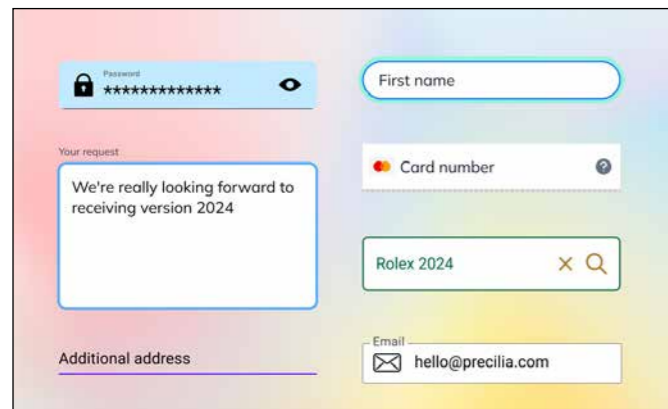 Password
*************
Your request
We're really looking forward to
receiving version 2024
Additional address
First name
Card number
?
Rolex 2024
Email
hello@precilia.com